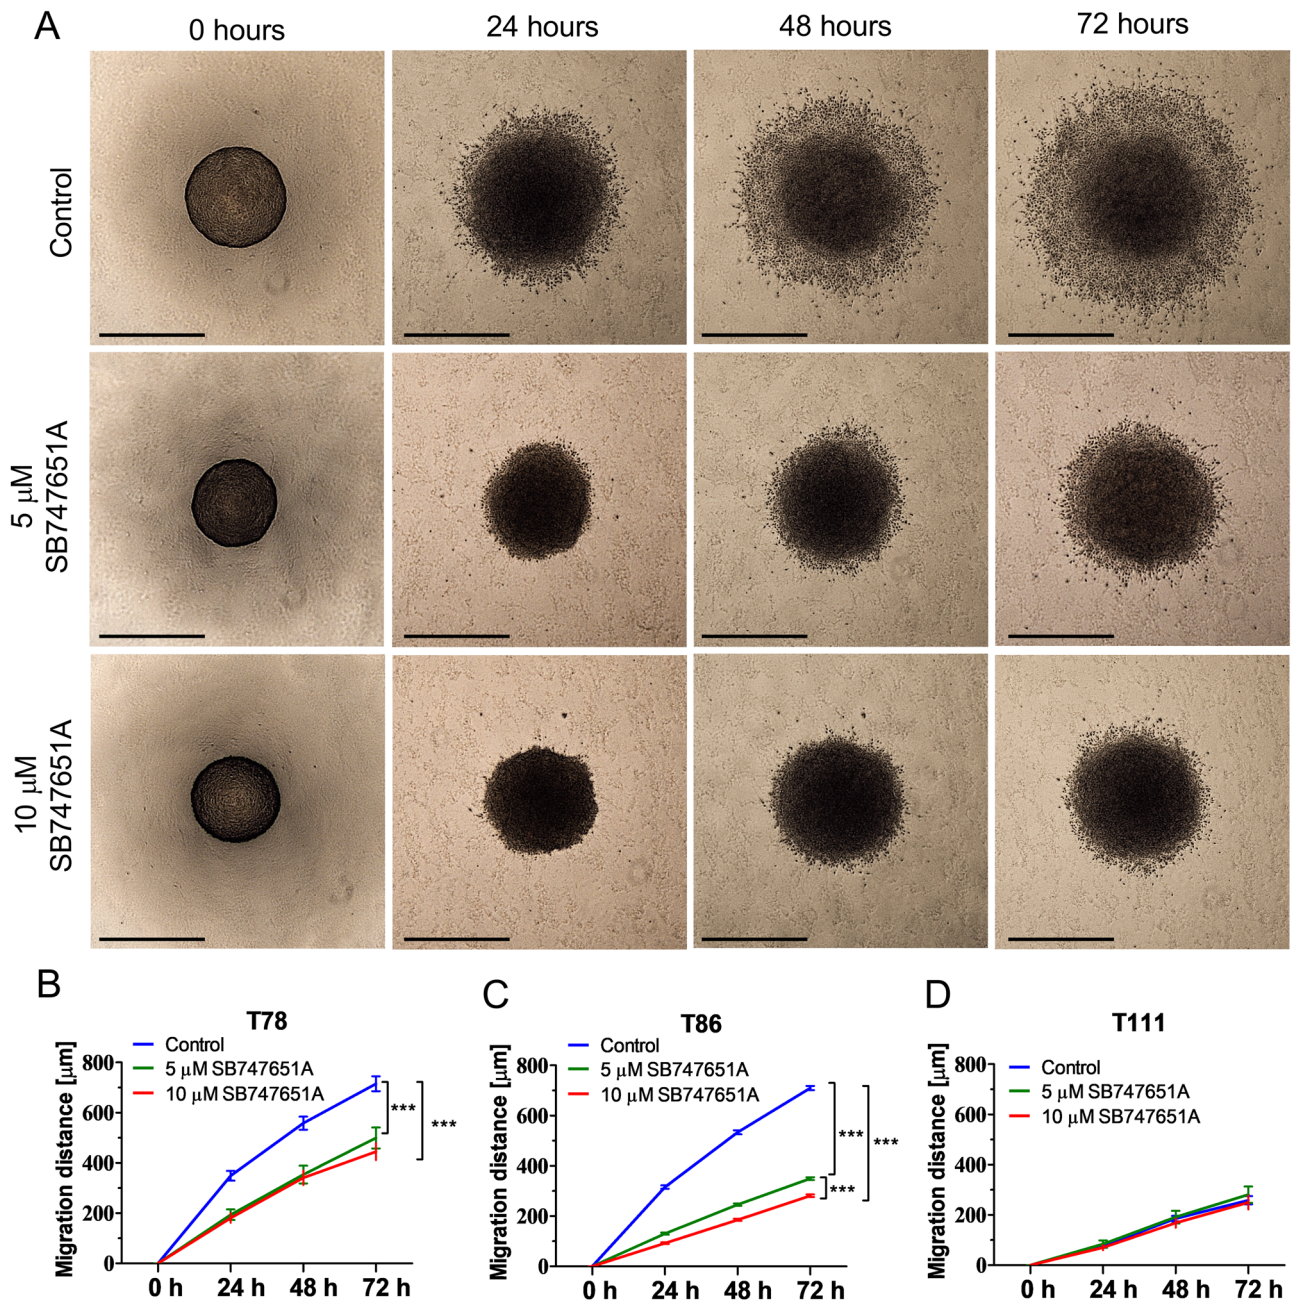 A
0 hours
24 hours
48 hours
72 hours
Control
5 μM
SB747651A
10 μM
SB747651A
B
T78
Control
5 μM SB747651A
10 μM SB747651A
Migration distance [μm]
800
600
400
200
0
0 h
24 h
48 h
72 h
***
***
C
T86
Control
5 μM SB747651A
10 μM SB747651A
Migration distance [μm]
800
600
400
200
0
0 h
24 h
48 h
72 h
***
***
***
D
T111
Control
5 μM SB747651A
10 μM SB747651A
Migration distance [μm]
800
600
400
200
0
0 h
24 h
48 h
72 h